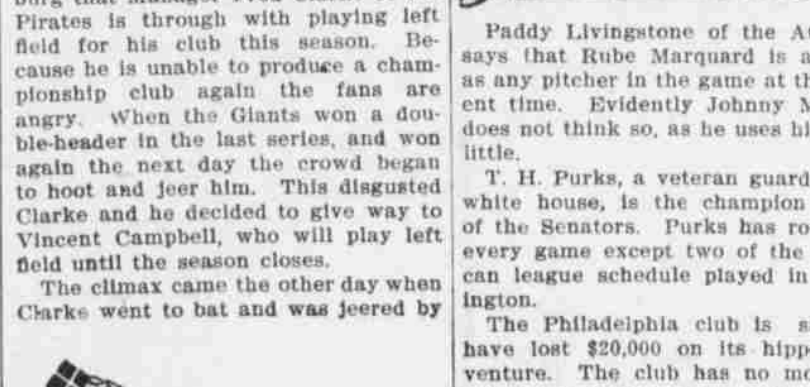 Pirates is through with playing left
field for his club this season. Be-
cause he is unable to produce a cham-
pionship club again the fans are
angry. When the Giants won a dou-
ble-header in the last series, and won
again the next day the crowd began
to hoot and jeer him. This disgusted
Clarke and he decided to give way to
Vincent Campbell, who will play left
field until the season closes.
The climax came the other day when
Clarke went to bat and was jeered by
Paddy Livingstone of the
says that Rube Marquard is
as any pitcher in the game at
ent time. Evidently Johnny
does not think so, as he uses
little.
T. H. Purks, a veteran guard
white house, is the champion
of the Senators. Purks has
every game except two of the
can league schedule played in
ington.
The Philadelphia club is
have lost $20,000 on its
venture. The club has no